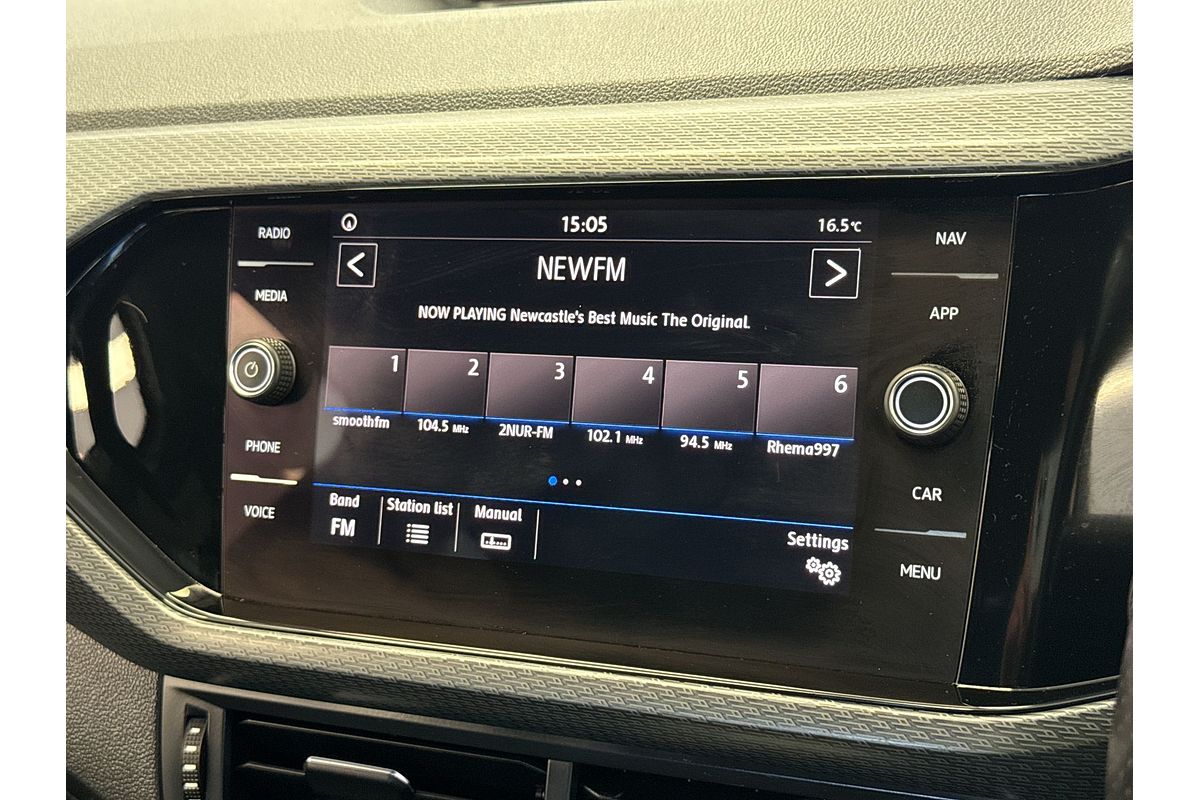 15:05
16.5°C
RADIO
MEDIA
PHONE
VOICE
NEWFM
NOW PLAYING Newcastle's Best Music The Original.
1 2 3 4 5 6
smoothfm 104.5 MHz 2NUR-FM 102.1 MHz 94.5 MHz Rhema997
Band Station list Manual
FM
Settings
NAV
APP
CAR
MENU